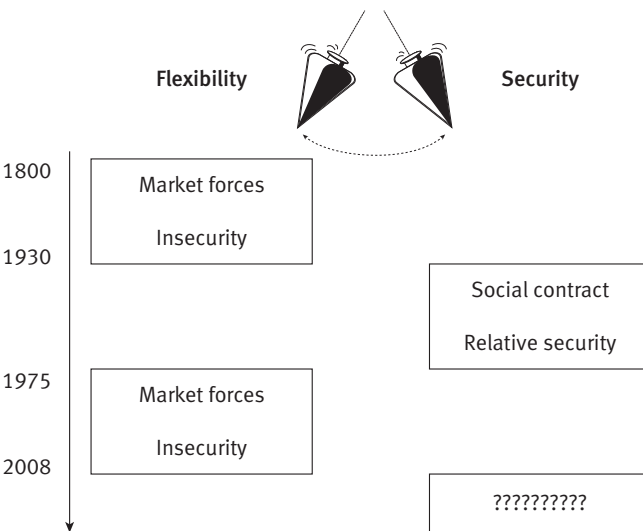 Flexibility Security
1800
Market forces
Insecurity
1930
Social contract
Relative security
1975
Market forces
Insecurity
2008
??????????